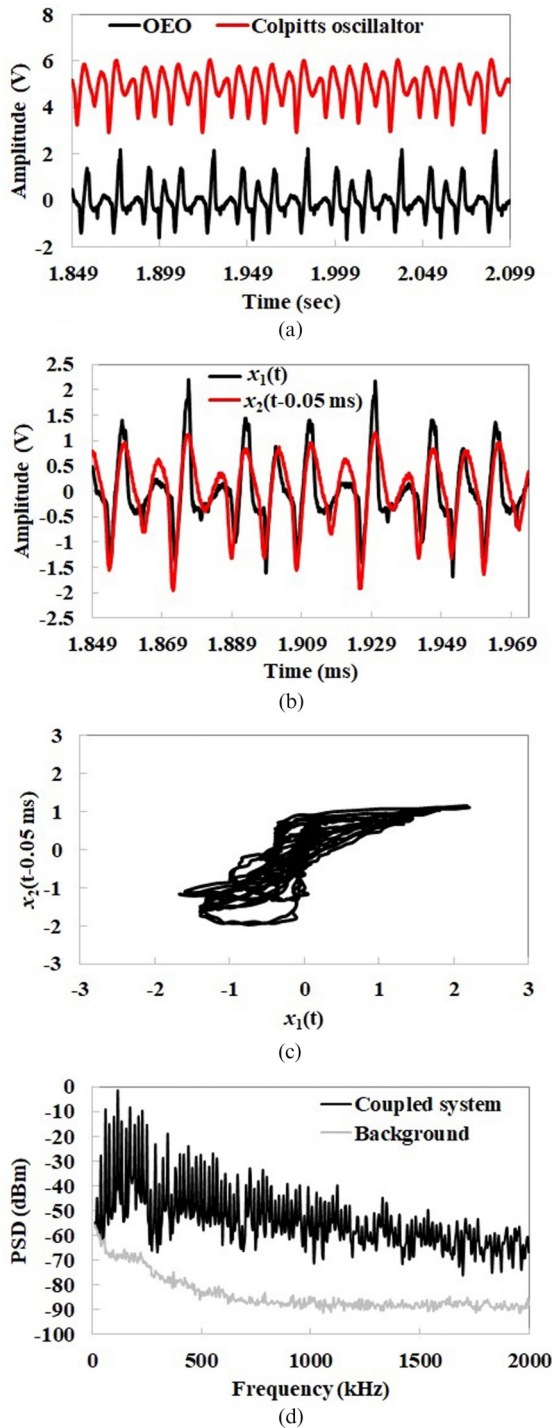 OEO Colpitts oscillaltor
8
6
4
2
0
-2
Amplitude (V)
1.849 1.899 1.949 1.999 2.049 2.099
Time (sec)
(a)
x1(t)
x2(t-0.05 ms)
2.5
2
1.5
1
0.5
0
-0.5
-1
-1.5
-2
-2.5
Amplitude (V)
1.849 1.869 1.889 1.909 1.929 1.949 1.969
Time (ms)
(b)
3
2
1
0
-1
-2
-3
x2(t-0.05 ms)
-3 -2 -1 0 1 2 3
x1(t)
(c)
Coupled system
Background
0
-10
-20
-30
-40
-50
-60
-70
-80
-90
-100
PSD (dBm)
0 500 1000 1500 2000
Frequency (kHz)
(d)